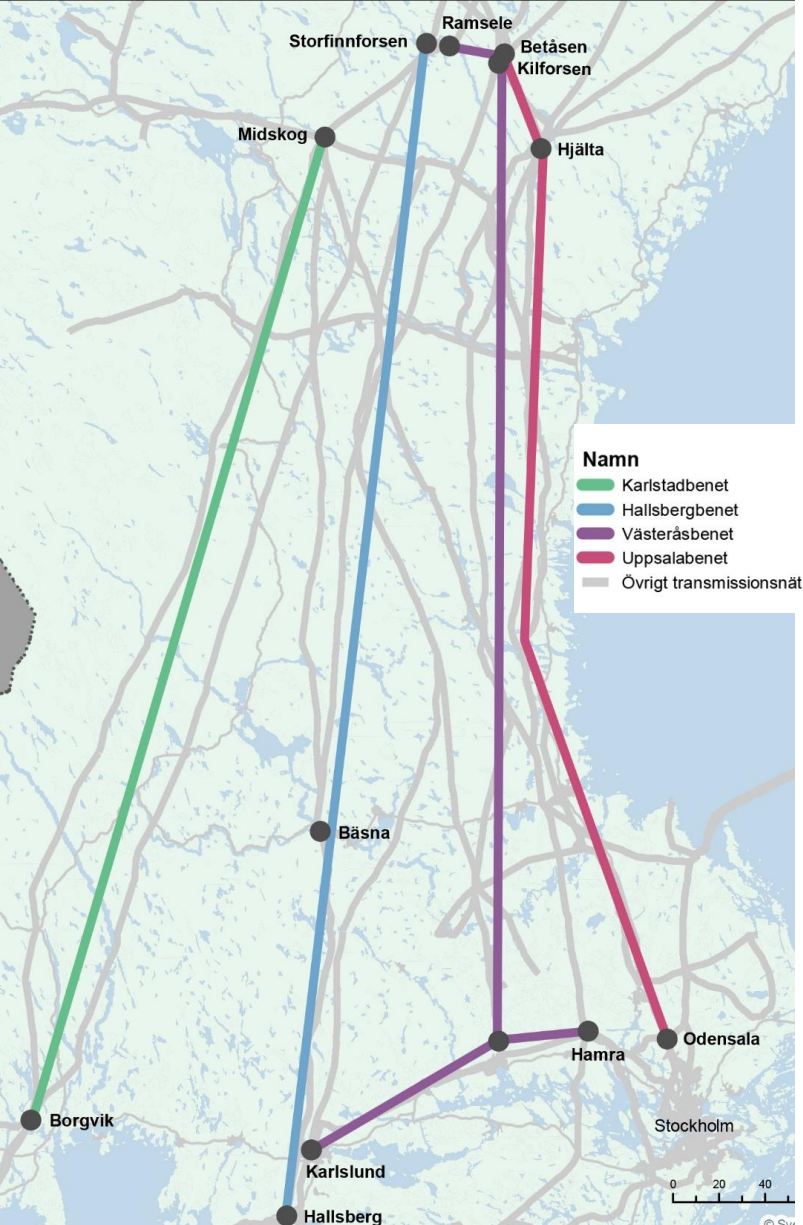 Ramsele
Storfinnforsen
Betåsen
Kilforsen
Midskog
Hjälta
Namn
Karlstadbenet
Hallsbergbenet
Västeråsbenet
Uppsalabenet
Övrigt transmissionsnät
Bäsna
Odensala
Hamra
Borgvik
Stockholm
Karlslund
0 20 40
Hallsberg
©